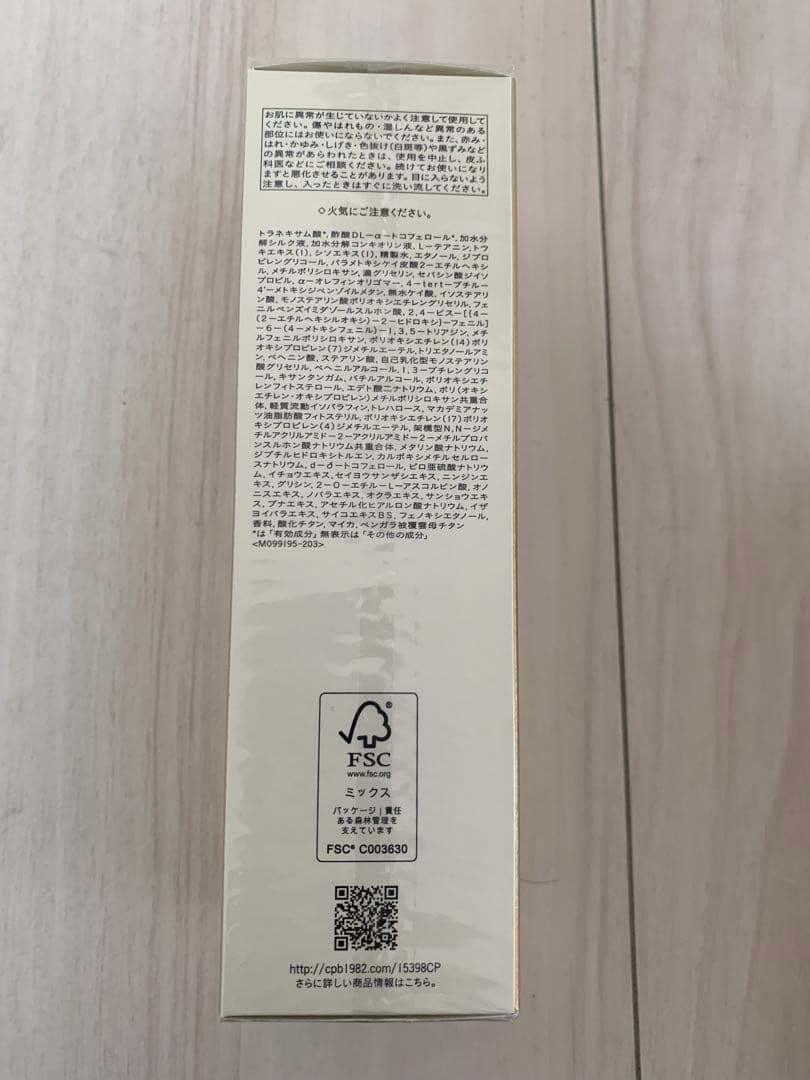 お肌に異常が生じていないかよく注意して使用して
ください。傷やはれもの・湿しんなど異常のある
部位にはお使いにならないでください。また、赤み・
はれ・かゆみ・しげき・色抜け(白斑等)や黒ずみなど
の異常があらわれたときは、使用を中止し、皮ふ
科医などにご相談ください。続けてお使いになり
ますと悪化させることがあります。目に入らないよう
注意し、入ったときはすぐに洗い流してください。
◇火気にご注意ください。
トラネキサム酸*, 酢酸DL−α−トコフェロール*, 加水分
解シルク液, 加水分解コンキオリン液, L−テアニン, トウ
キエキス(1), シソエキス(1), 精製水, エタノール, ジプロ
ピレングリコール, パラメトキシケイ皮酸2−エチルヘキシ
ル, メチルポリシロキサン, 濃グリセリン, セバシン酸ジイソ
プロピル, α−オレフィンオリゴマー, 4−tert−ブチル−
4'−メトキシジベンゾイルメタン, 無水ケイ酸, イソステアリ
ン酸, モノステアリン酸ポリオキシエチレングリセリル, フェ
ニルベンズイミダゾールスルホン酸, 2,4−ビス−[{4−
(2−エチルヘキシルオキシ)−2−ヒドロキシ}−フェニル]
−6−(4−メトキシフェニル)−1,3,5−トリアジン, メチ
ルフェニルポリシロキサン, ポリオキシエチレン(14)ポリ
オキシプロピレン(7)ジメチルエーテル, トリエタノールアミ
ン, ベヘニン酸, ステアリン酸, 自己乳化型モノステアリン
酸グリセリル, ベヘニルアルコール, 1,3−ブチレングリコ
ール, キサンタンガム, バチルアルコール, ポリオキシエチ
レンフィトステロール, エデト酸二ナトリウム, ポリ(オキシ
エチレン・オキシプロピレン)メチルポリシロキサン共重合
体, 軽質流動イソパラフィン, トレハロース, マカデミアナッ
ツ油脂肪酸フィトステリル, ポリオキシエチレン(17)ポリオ
キシプロピレン(4)ジメチルエーテル, 架橋型N,N−ジメ
チルアクリルアミド−2−アクリルアミド−2−メチルプロパ
ンスルホン酸ナトリウム共重合体, メタリン酸ナトリウム,
ジブチルヒドロキシトルエン, カルボキシメチルセルロー
スナトリウム, d−δ−トコフェロール, ピロ亜硫酸ナトリウ
ム, イチョウエキス, セイヨウサンザシエキス, ニンジンエ
キス, グリシン, 2−O−エチル−L−アスコルビン酸, オノ
ニスエキス, ノバラエキス, オクラエキス, サンショウエキ
ス, ブナエキス, アセチル化ヒアルロン酸ナトリウム, イザ
ヨイバラエキス, サイコエキスBS, フェノキシエタノール,
香料, 酸化チタン, マイカ, ベンガラ被覆雲母チタン
*は「有効成分」無表示は「その他の成分」
<M099195-203>
FSC®
www.fsc.org
ミックス
パッケージ|責任
ある森林管理を
支えています
FSC® C003630
http://cpb1982.com/15398CP
さらに詳しい商品情報はこちら。